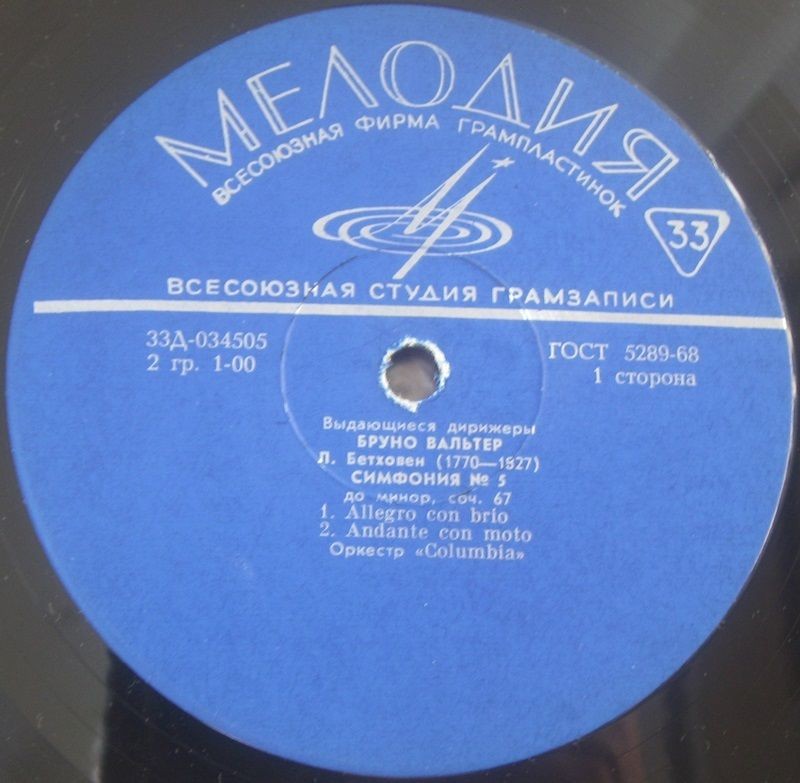 МЕЛОДИЯ
ВСЕСОЮЗНАЯ ФИРМА ГРАМПЛАСТИНОК
33
ВСЕСОЮЗНАЯ СТУДИЯ ГРАМЗАПИСИ
33Д-034505
2 гр. 1-00
ГОСТ 5289-68
1 сторона
Выдающиеся дирижеры
БРУНО ВАЛЬТЕР
Л. Бетховен (1770—1827)
СИМФОНИЯ № 5
до минор, соч. 67
1. Allegro con brio
2. Andante con moto
Оркестр «Columbia»